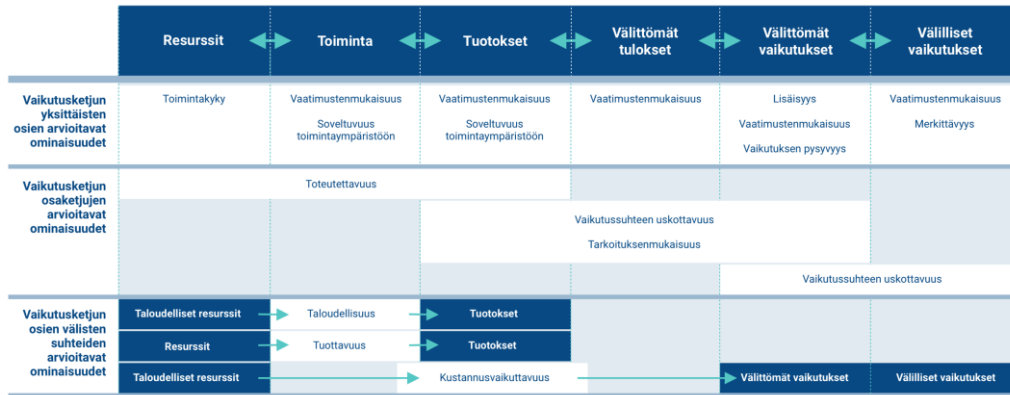 Resurssit
Toiminta
Tuotokset
Välittömät
tulokset
Välittömät
vaikutukset
Välilliset
vaikutukset
Vaikutusketjun
yksittäisten
osien arvioitavat
ominaisuudet
Toimintakyky
Vaatimustenmukaisuus
Soveltuvuus
toimintaympäristöön
Vaatimustenmukaisuus
Soveltuvuus
toimintaympäristöön
Vaatimustenmukaisuus
Lisäisyys
Vaatimustenmukaisuus
Vaikutuksen pysyvyys
Vaatimustenmukaisuus
Merkittävyys
Vaikutusketjun
osaketjujen
arvioitavat
ominaisuudet
Toteutettavuus
Vaikutussuhteen uskottavuus
Tarkoituksenmukaisuus
Vaikutussuhteen uskottavuus
Vaikutusketjun
osien välisten
suhteiden
arvioitavat
ominaisuudet
Taloudelliset resurssit
Taloudellisuus
Tuotokset
Resurssit
Tuottavuus
Tuotokset
Taloudelliset resurssit
Kustannusvaikuttavuus
Välittömät vaikutukset
Välilliset vaikutukset